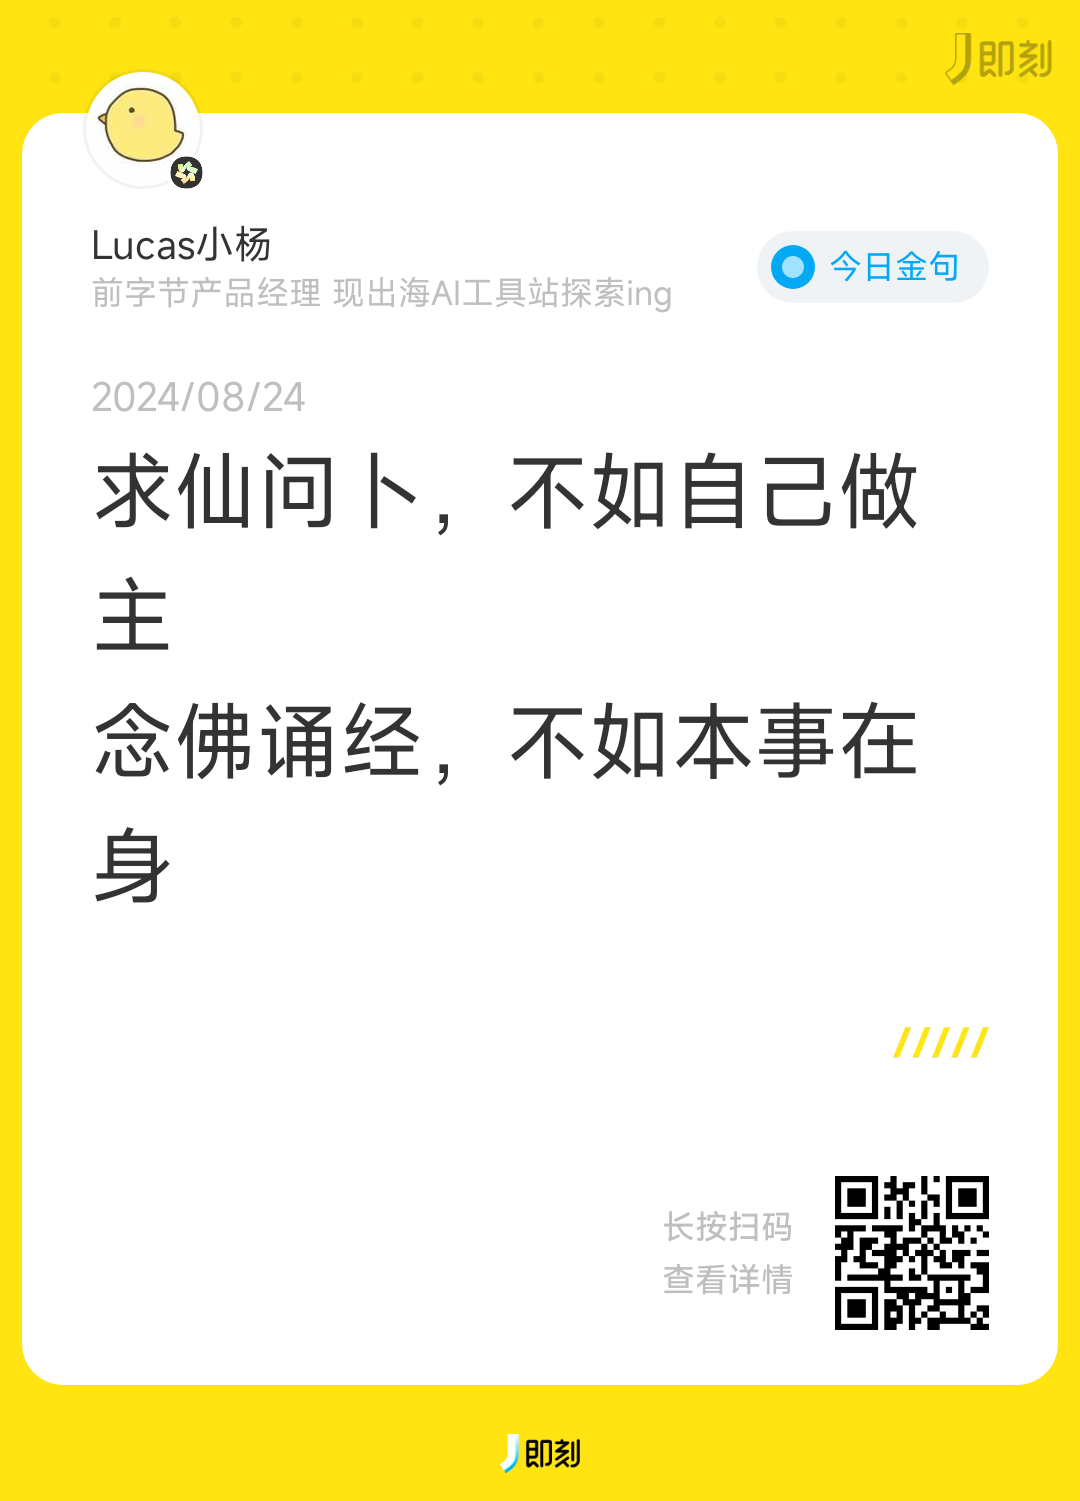 即刻
Lucas小杨
前字节产品经理 现出海AI工具站探索ing
今日金句
2024/08/24
求仙问卜，不如自己做
主
念佛诵经，不如本事在
身
长按扫码
查看详情
即刻